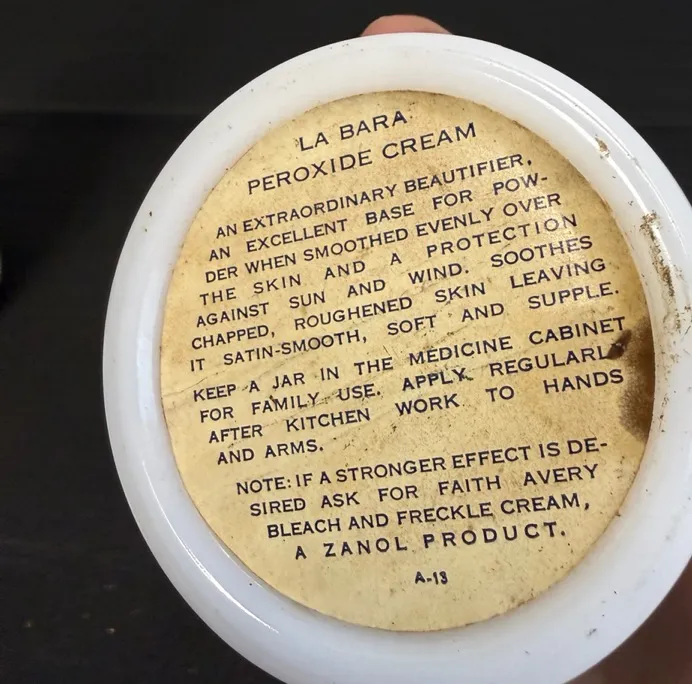 LA BARA
PEROXIDE CREAM
AN EXTRAORDINARY BEAUTIFIER,
AN EXCELLENT BASE FOR POW-
DER WHEN SMOOTHED EVENLY OVER
THE SKIN AND A PROTECTION
AGAINST SUN AND WIND. SOOTHES
CHAPPED, ROUGHENED SKIN LEAVING
IT SATIN-SMOOTH, SOFT AND SUPPLE.
KEEP A JAR IN THE MEDICINE CABINET
FOR FAMILY USE. APPLY REGULARLY
AFTER KITCHEN WORK TO HANDS
AND ARMS.
NOTE: IF A STRONGER EFFECT IS DE-
SIRED ASK FOR FAITH AVERY
BLEACH AND FRECKLE CREAM,
A ZANOL PRODUCT.
A-13